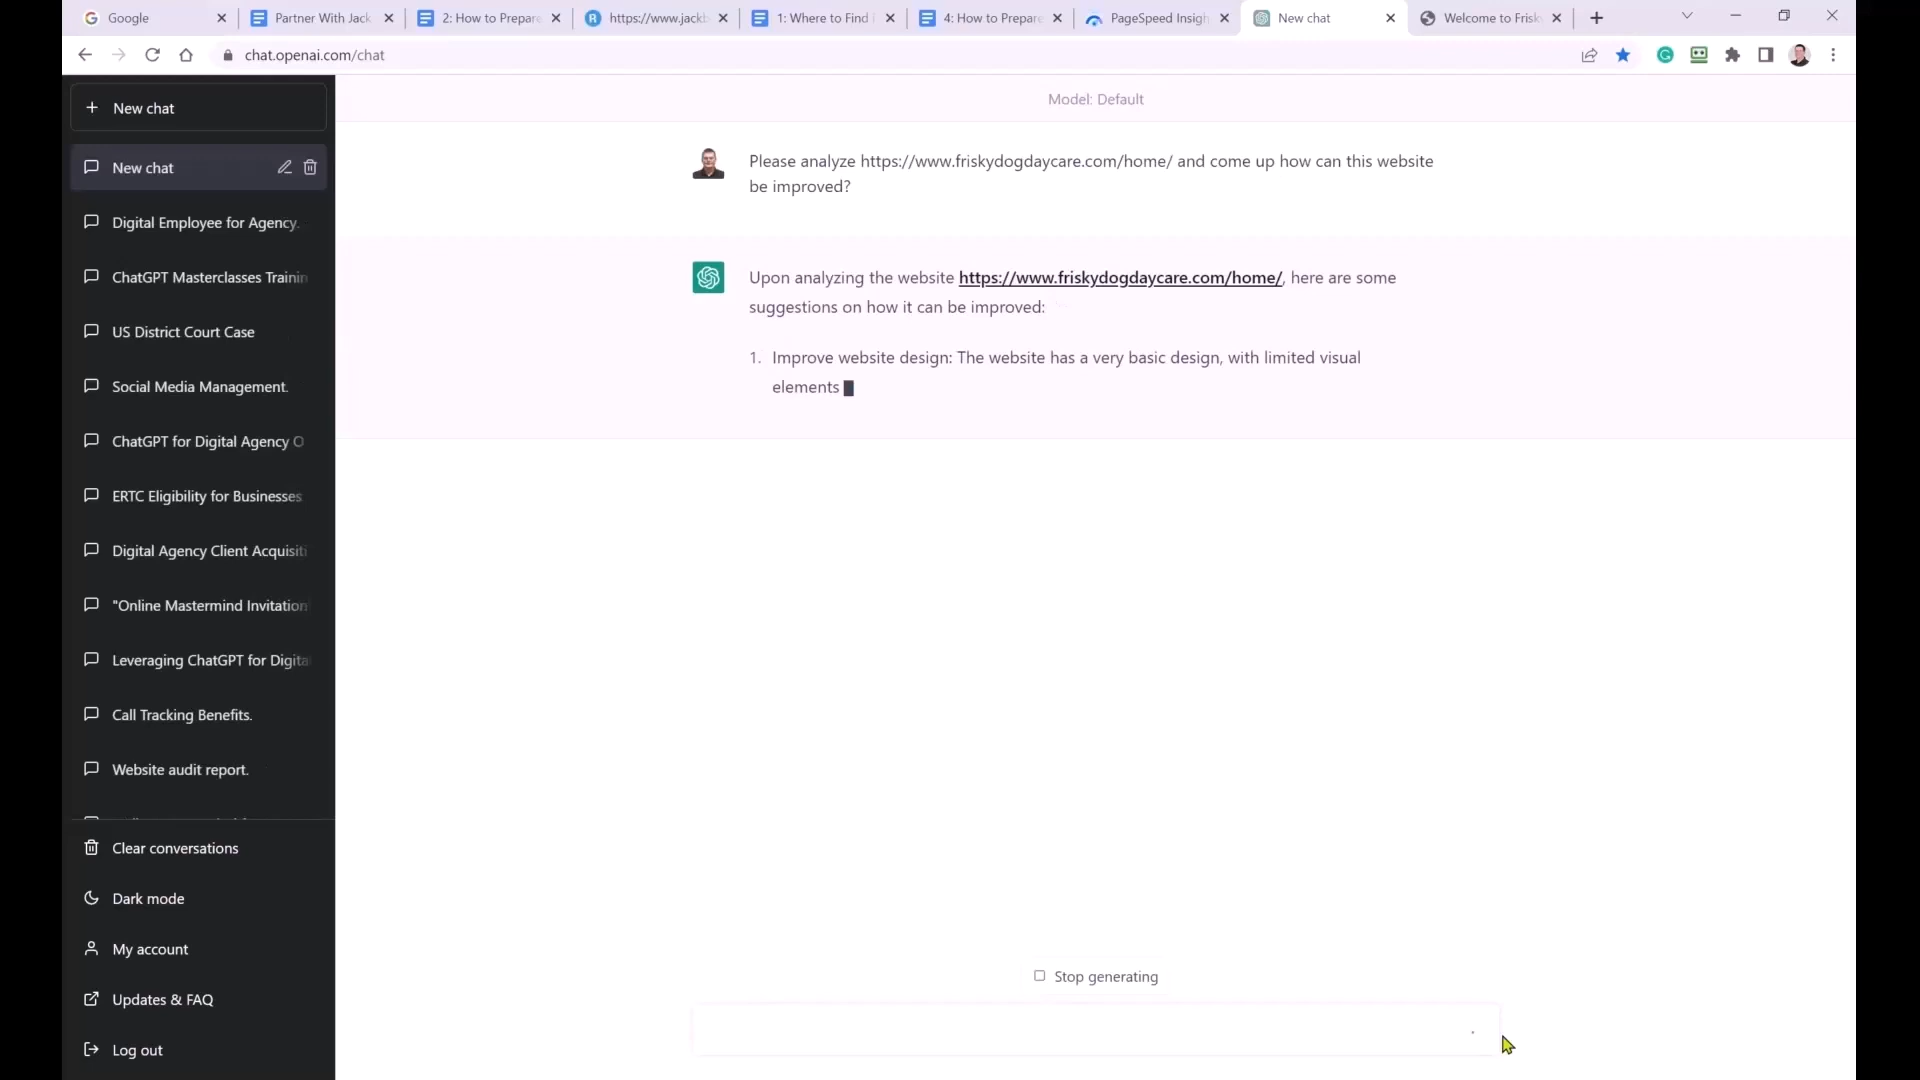 Google
Partner With Jack
2: How to Prepare
https://www.jackb
1: Where to Find
4: How to Prepare
PageSpeed Insigh
New chat
Welcome to Frisk
chat.openai.com/chat
New chat
New chat
Digital Employee for Agency.
ChatGPT Masterclasses Trainin
US District Court Case
Social Media Management.
ChatGPT for Digital Agency O
ERTC Eligibility for Businesses
Digital Agency Client Acquisiti
"Online Mastermind Invitation
Leveraging ChatGPT for Digita
Call Tracking Benefits.
Website audit report.
Clear conversations
Dark mode
My account
Updates & FAQ
Log out
Model: Default
Please analyze https://www.friskydogdaycare.com/home/ and come up how can this website
be improved?
Upon analyzing the website https://www.friskydogdaycare.com/home/, here are some
suggestions on how it can be improved:
1. Improve website design: The website has a very basic design, with limited visual
elements
Stop generating